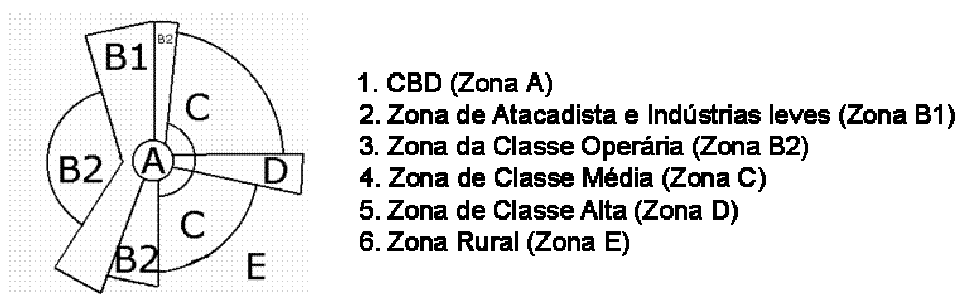 B1
B2
C
B2
A
D
C
B2
E
1. CBD (Zona A)
2. Zona de Atacadista e Indústrias leves (Zona B1)
3. Zona da Classe Operária (Zona B2)
4. Zona de Classe Média (Zona C)
5. Zona de Classe Alta (Zona D)
6. Zona Rural (Zona E)